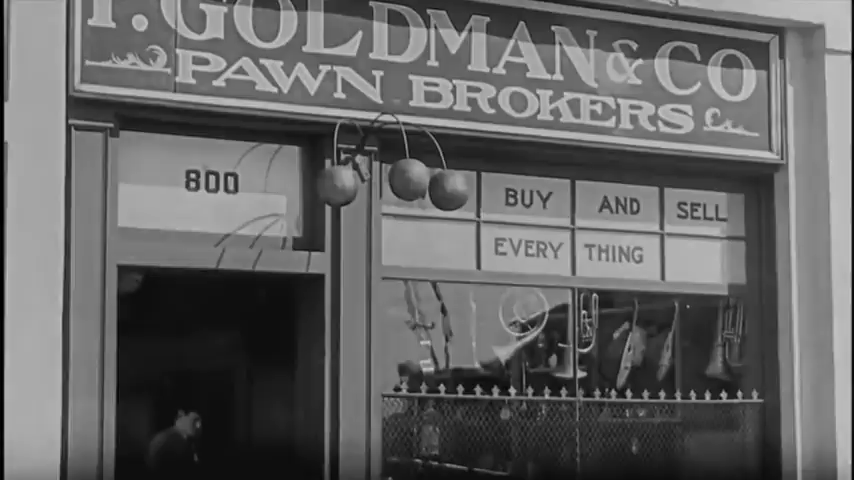 I. GOLDMAN & CO
PAWN BROKERS
800
BUY AND SELL
EVERY THING